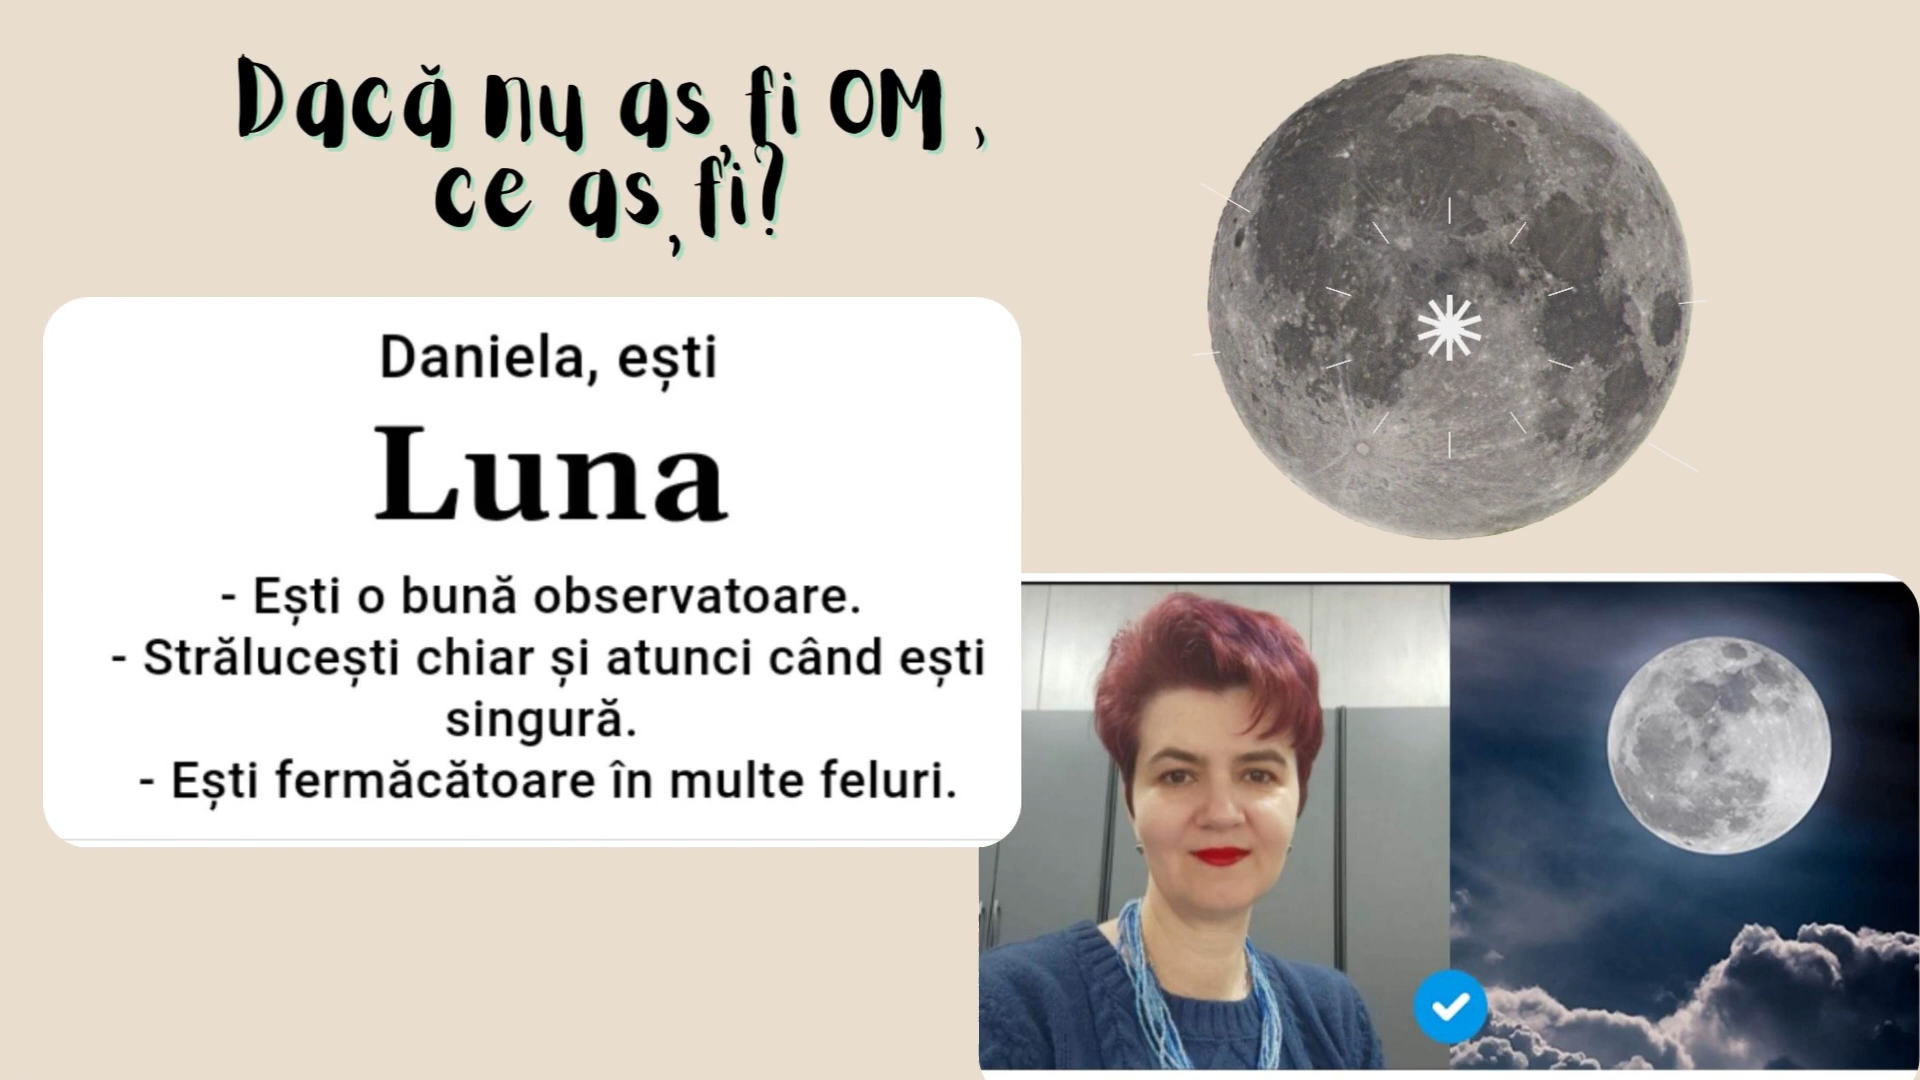 Dacă nu aș fi OM ,
ce aș fi?
Daniela, ești
Luna
- Ești o bună observatoare.
- Strălucești chiar și atunci când ești
singură.
- Ești fermăcătoare în multe feluri.